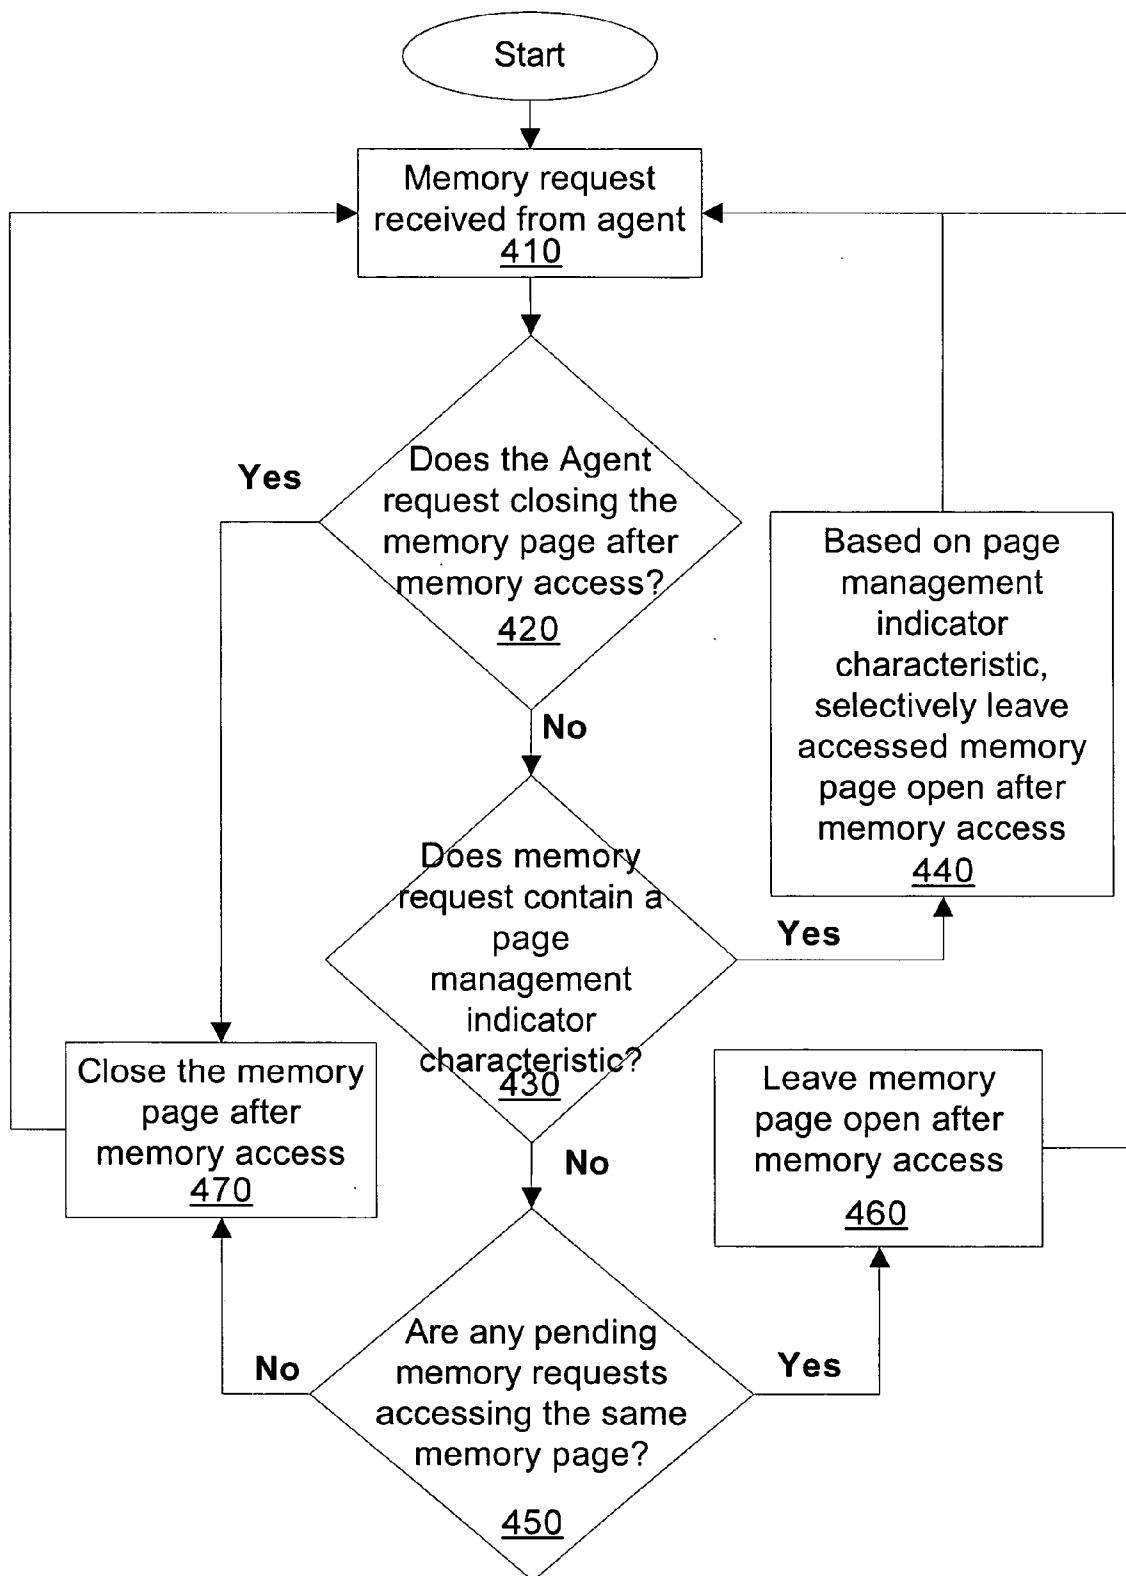 Start
Memory request
received from agent
410
Does the Agent
request closing the
memory page after
memory access?
420
Yes
No
Based on page
management
indicator
characteristic,
selectively leave
accessed memory
page open after
memory access
440
Does memory
request contain a
page
management
indicator
characteristic?
430
Yes
No
Close the memory
page after
memory access
470
Leave memory
page open after
memory access
460
Are any pending
memory requests
accessing the same
memory page?
450
No
Yes